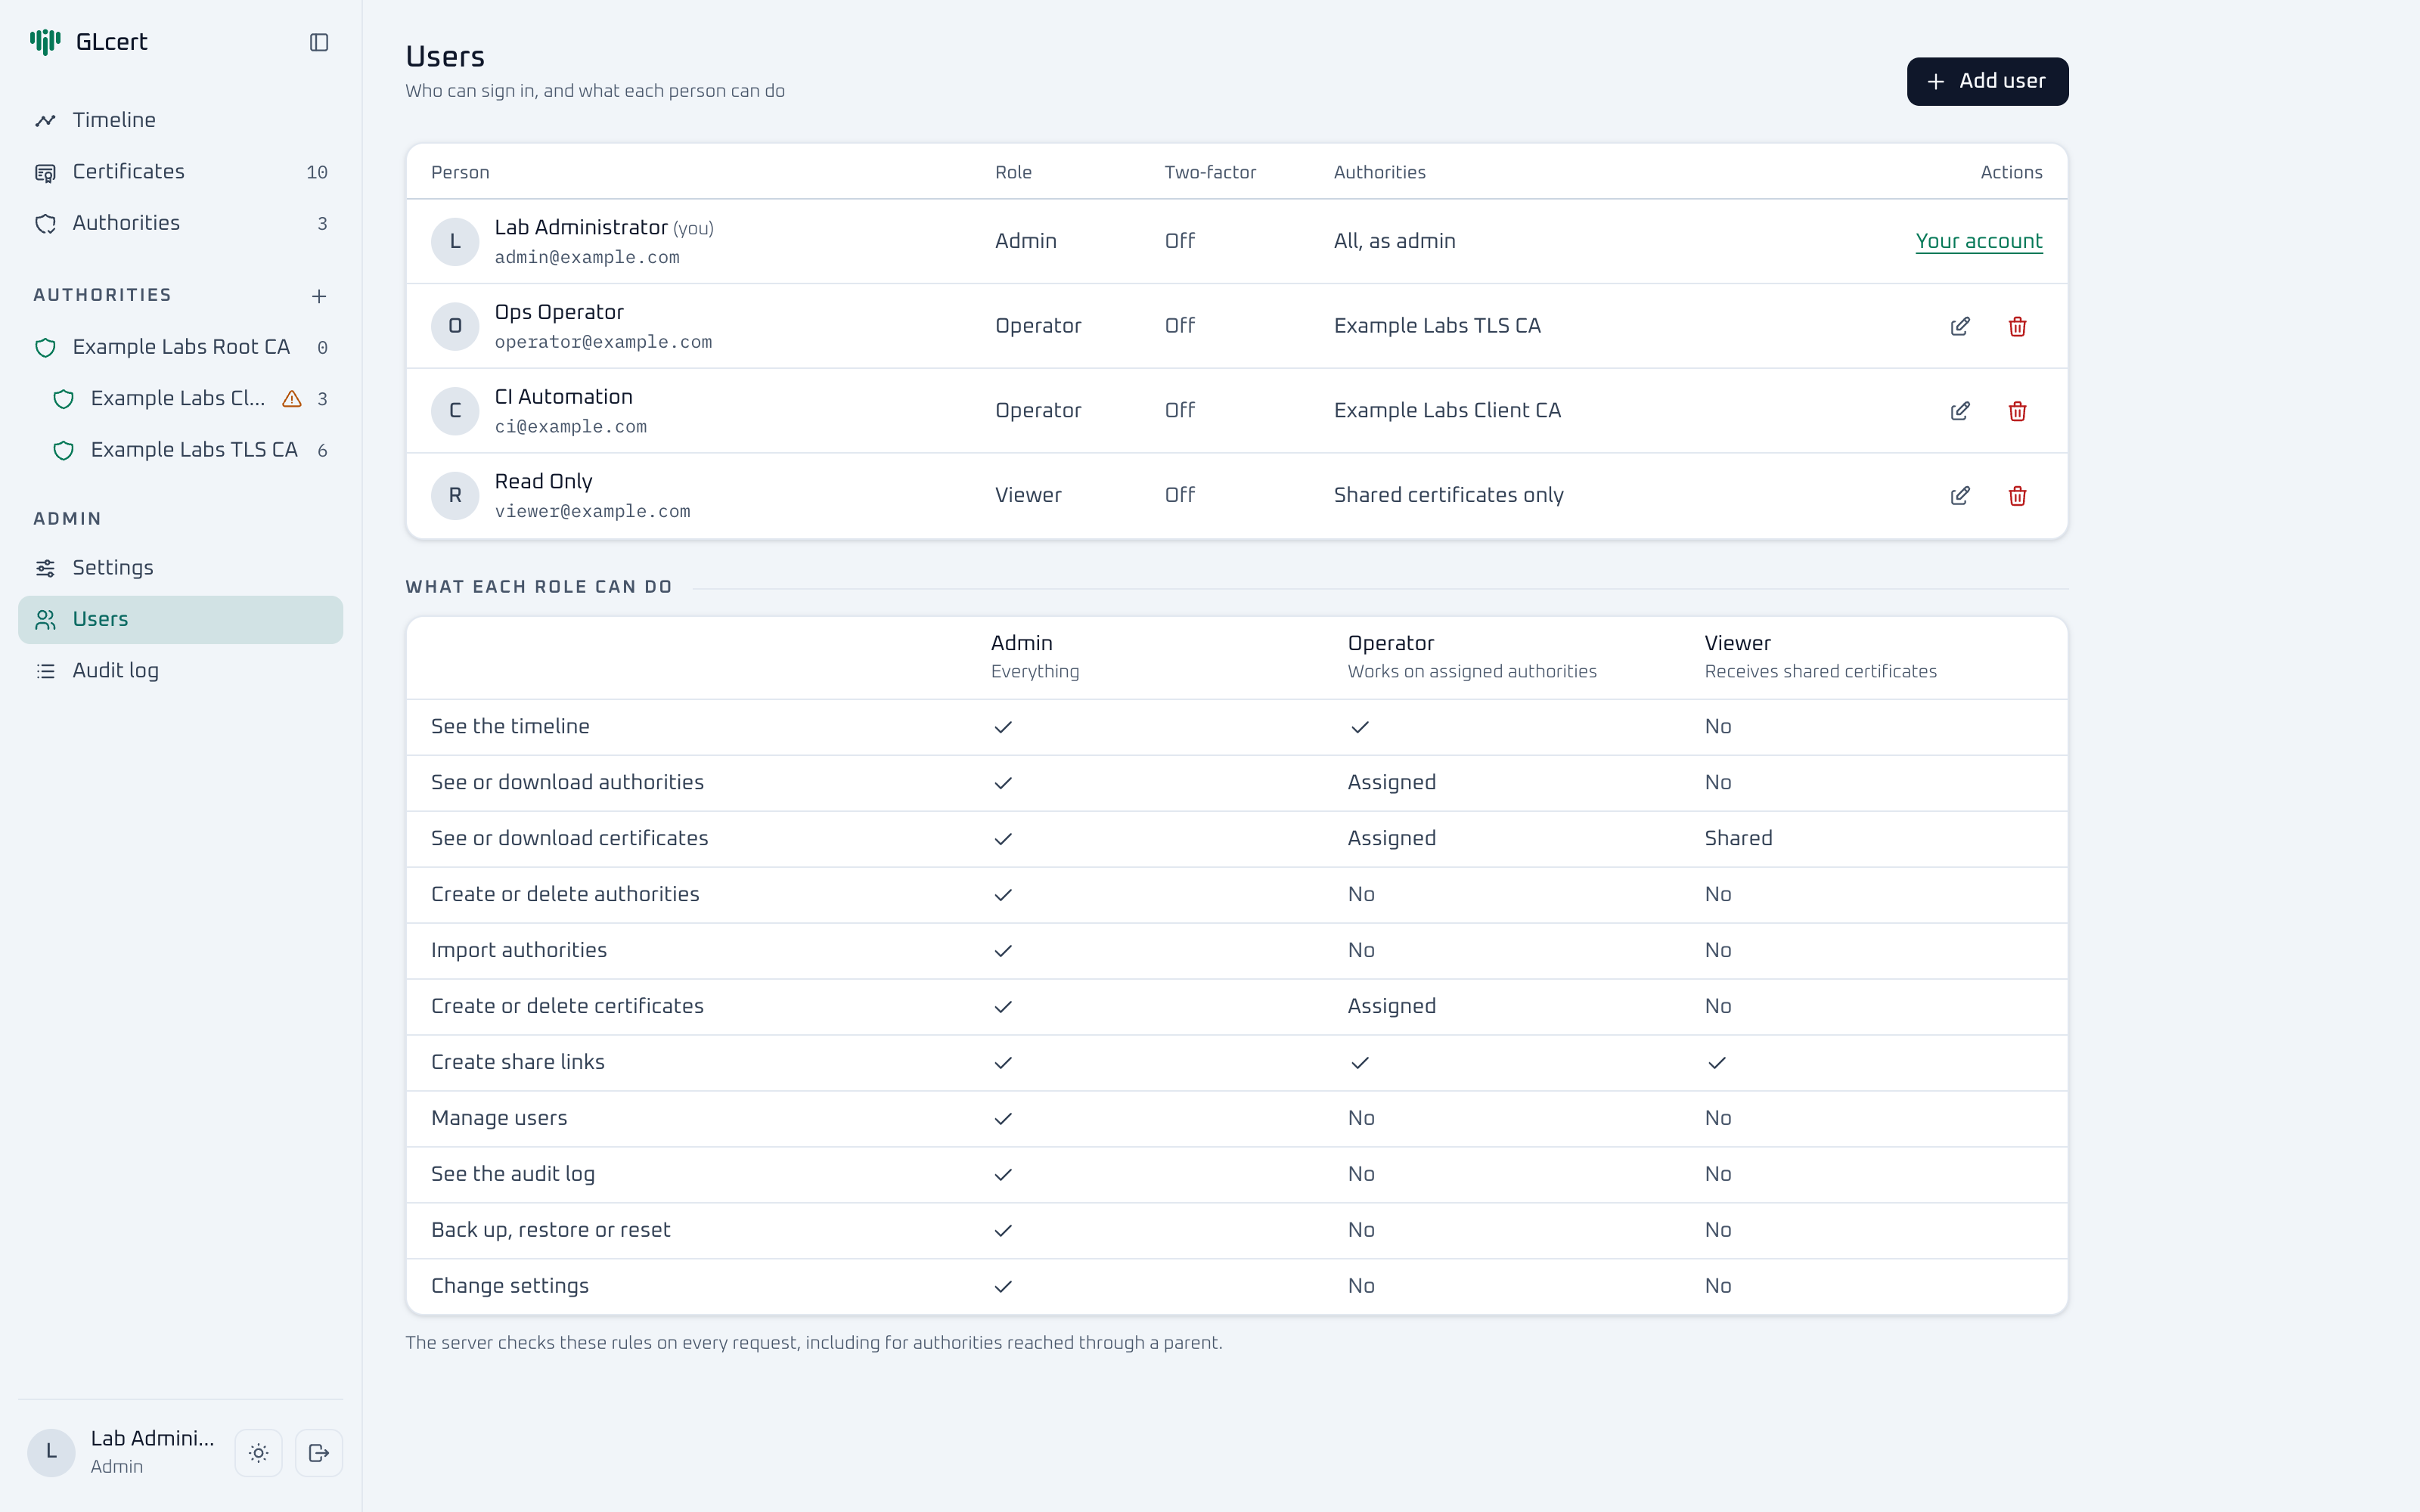 GLcert
Timeline
Certificates 10
Authorities 3
AUTHORITIES
Example Labs Root CA 0
Example Labs Cl... 3
Example Labs TLS CA 6
ADMIN
Settings
Users
Audit log
L
Lab Admini...
Admin
Users
Who can sign in, and what each person can do
Add user
Person Role Two-factor Authorities Actions
L Lab Administrator (you) Admin Off All, as admin Your account
admin@example.com
O Ops Operator Operator Off Example Labs TLS CA
operator@example.com
C CI Automation Operator Off Example Labs Client CA
ci@example.com
R Read Only Viewer Off Shared certificates only
viewer@example.com
WHAT EACH ROLE CAN DO
Admin Operator Viewer
Everything Works on assigned authorities Receives shared certificates
See the timeline No
See or download authorities Assigned No
See or download certificates Assigned Shared
Create or delete authorities No No
Import authorities No No
Create or delete certificates Assigned No
Create share links
Manage users No No
See the audit log No No
Back up, restore or reset No No
Change settings No No
The server checks these rules on every request, including for authorities reached through a parent.